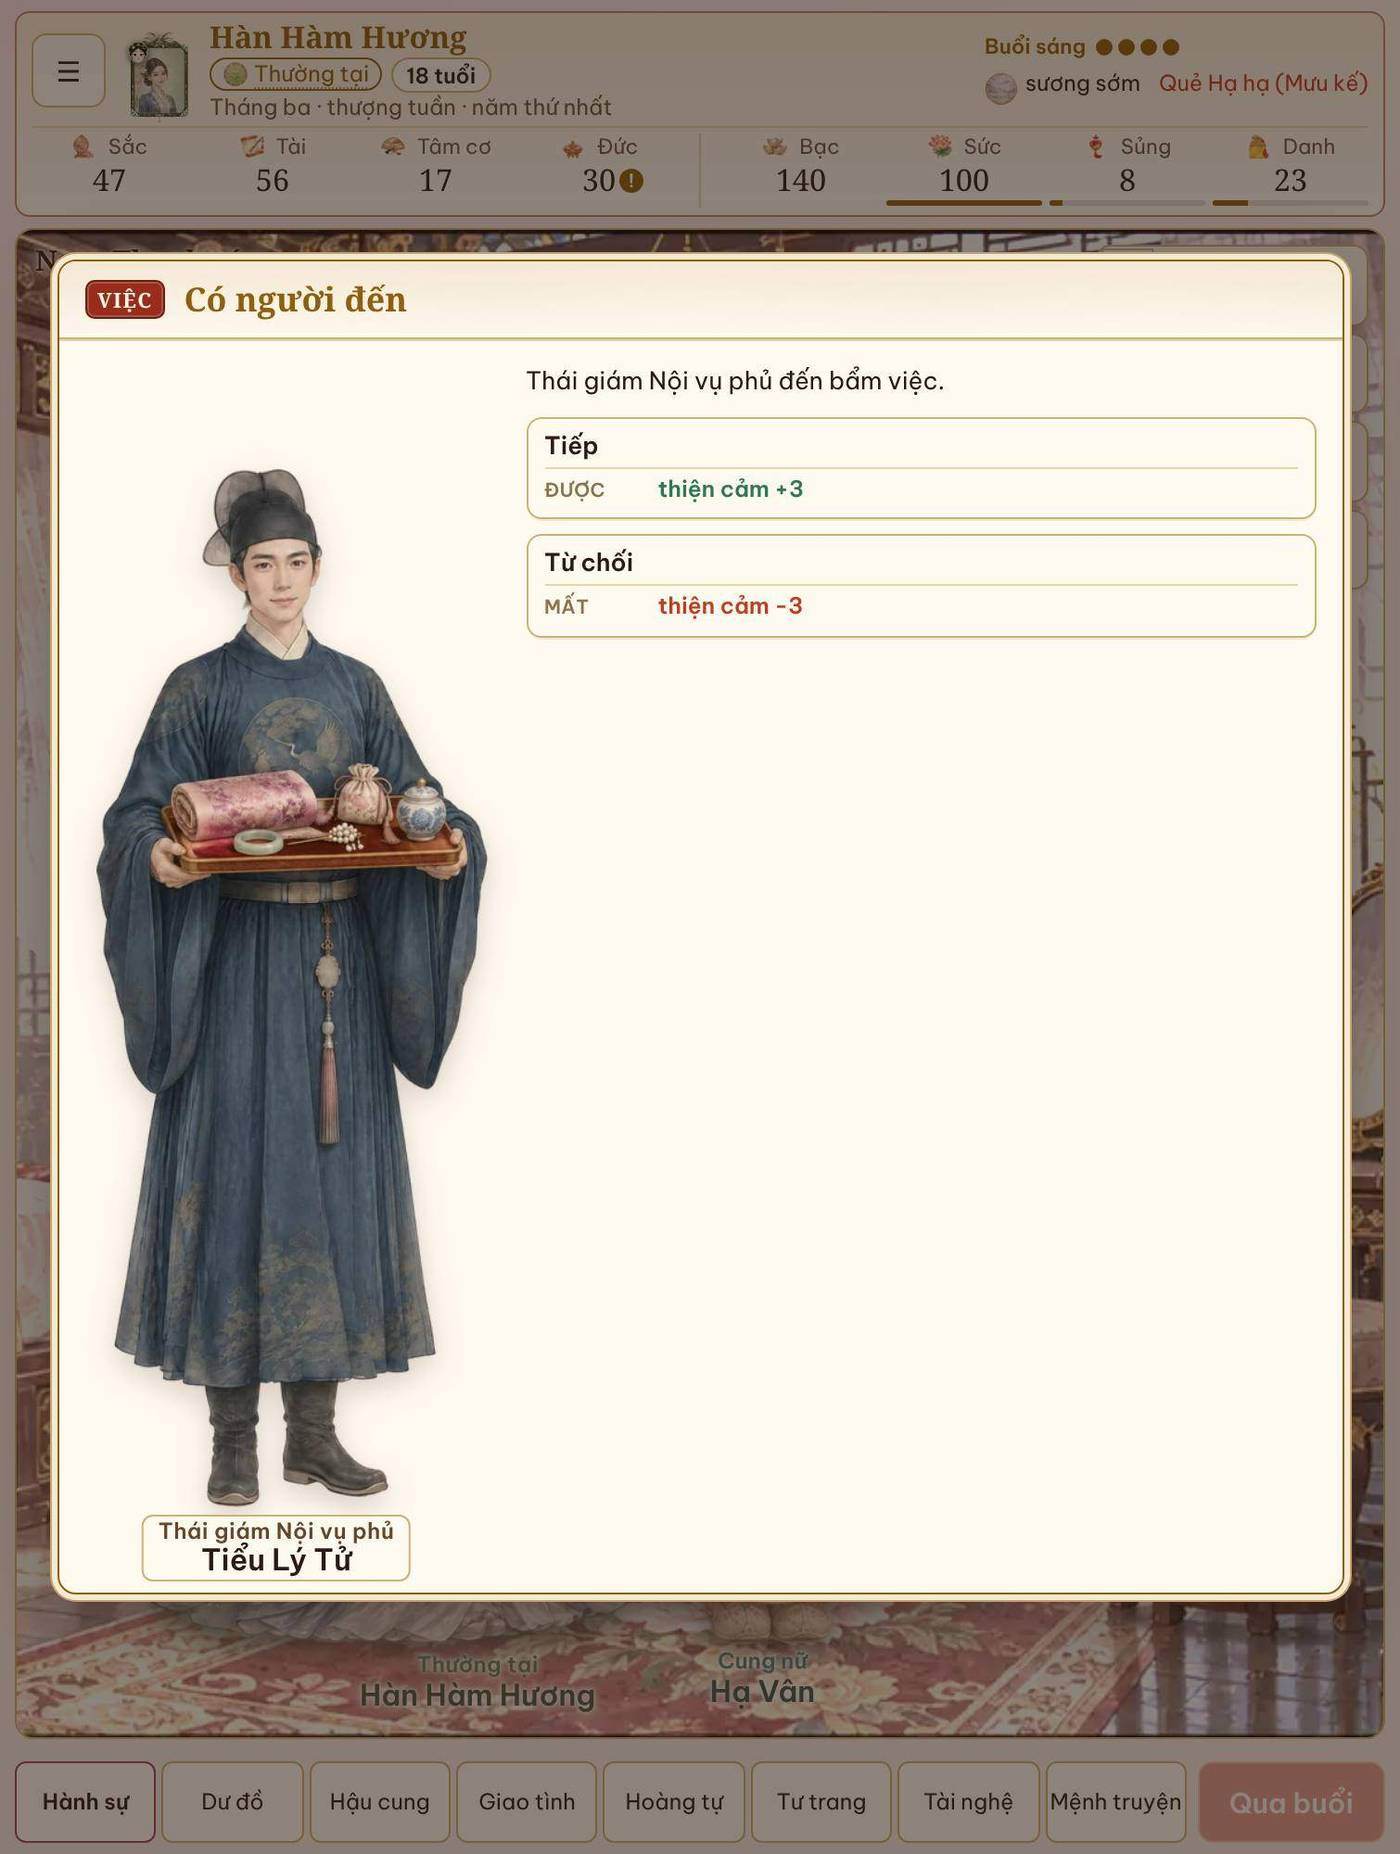 Hàn Hàm Hương
Thường tại
18 tuổi
Tháng ba · thượng tuần · năm thứ nhất
Buổi sáng
sương sớm Quẻ Hạ hạ (Mưu kế)
Sắc Tài Tâm cơ Đức Bạc Sức Sủng Danh
47 56 17 30 ! 140 100 8 23
VIỆC Có người đến
Thái giám Nội vụ phủ đến bẩm việc.
Tiếp
ĐƯỢC thiện cảm +3
Từ chối
MẤT thiện cảm -3
Thái giám Nội vụ phủ
Tiểu Lý Tử
Thường tại
Hàn Hàm Hương
Cung nữ
Hạ Vân
Hành sự Dư đồ Hậu cung Giao tình Hoàng tự Tư trang Tài nghệ Mệnh truyện Qua buổi